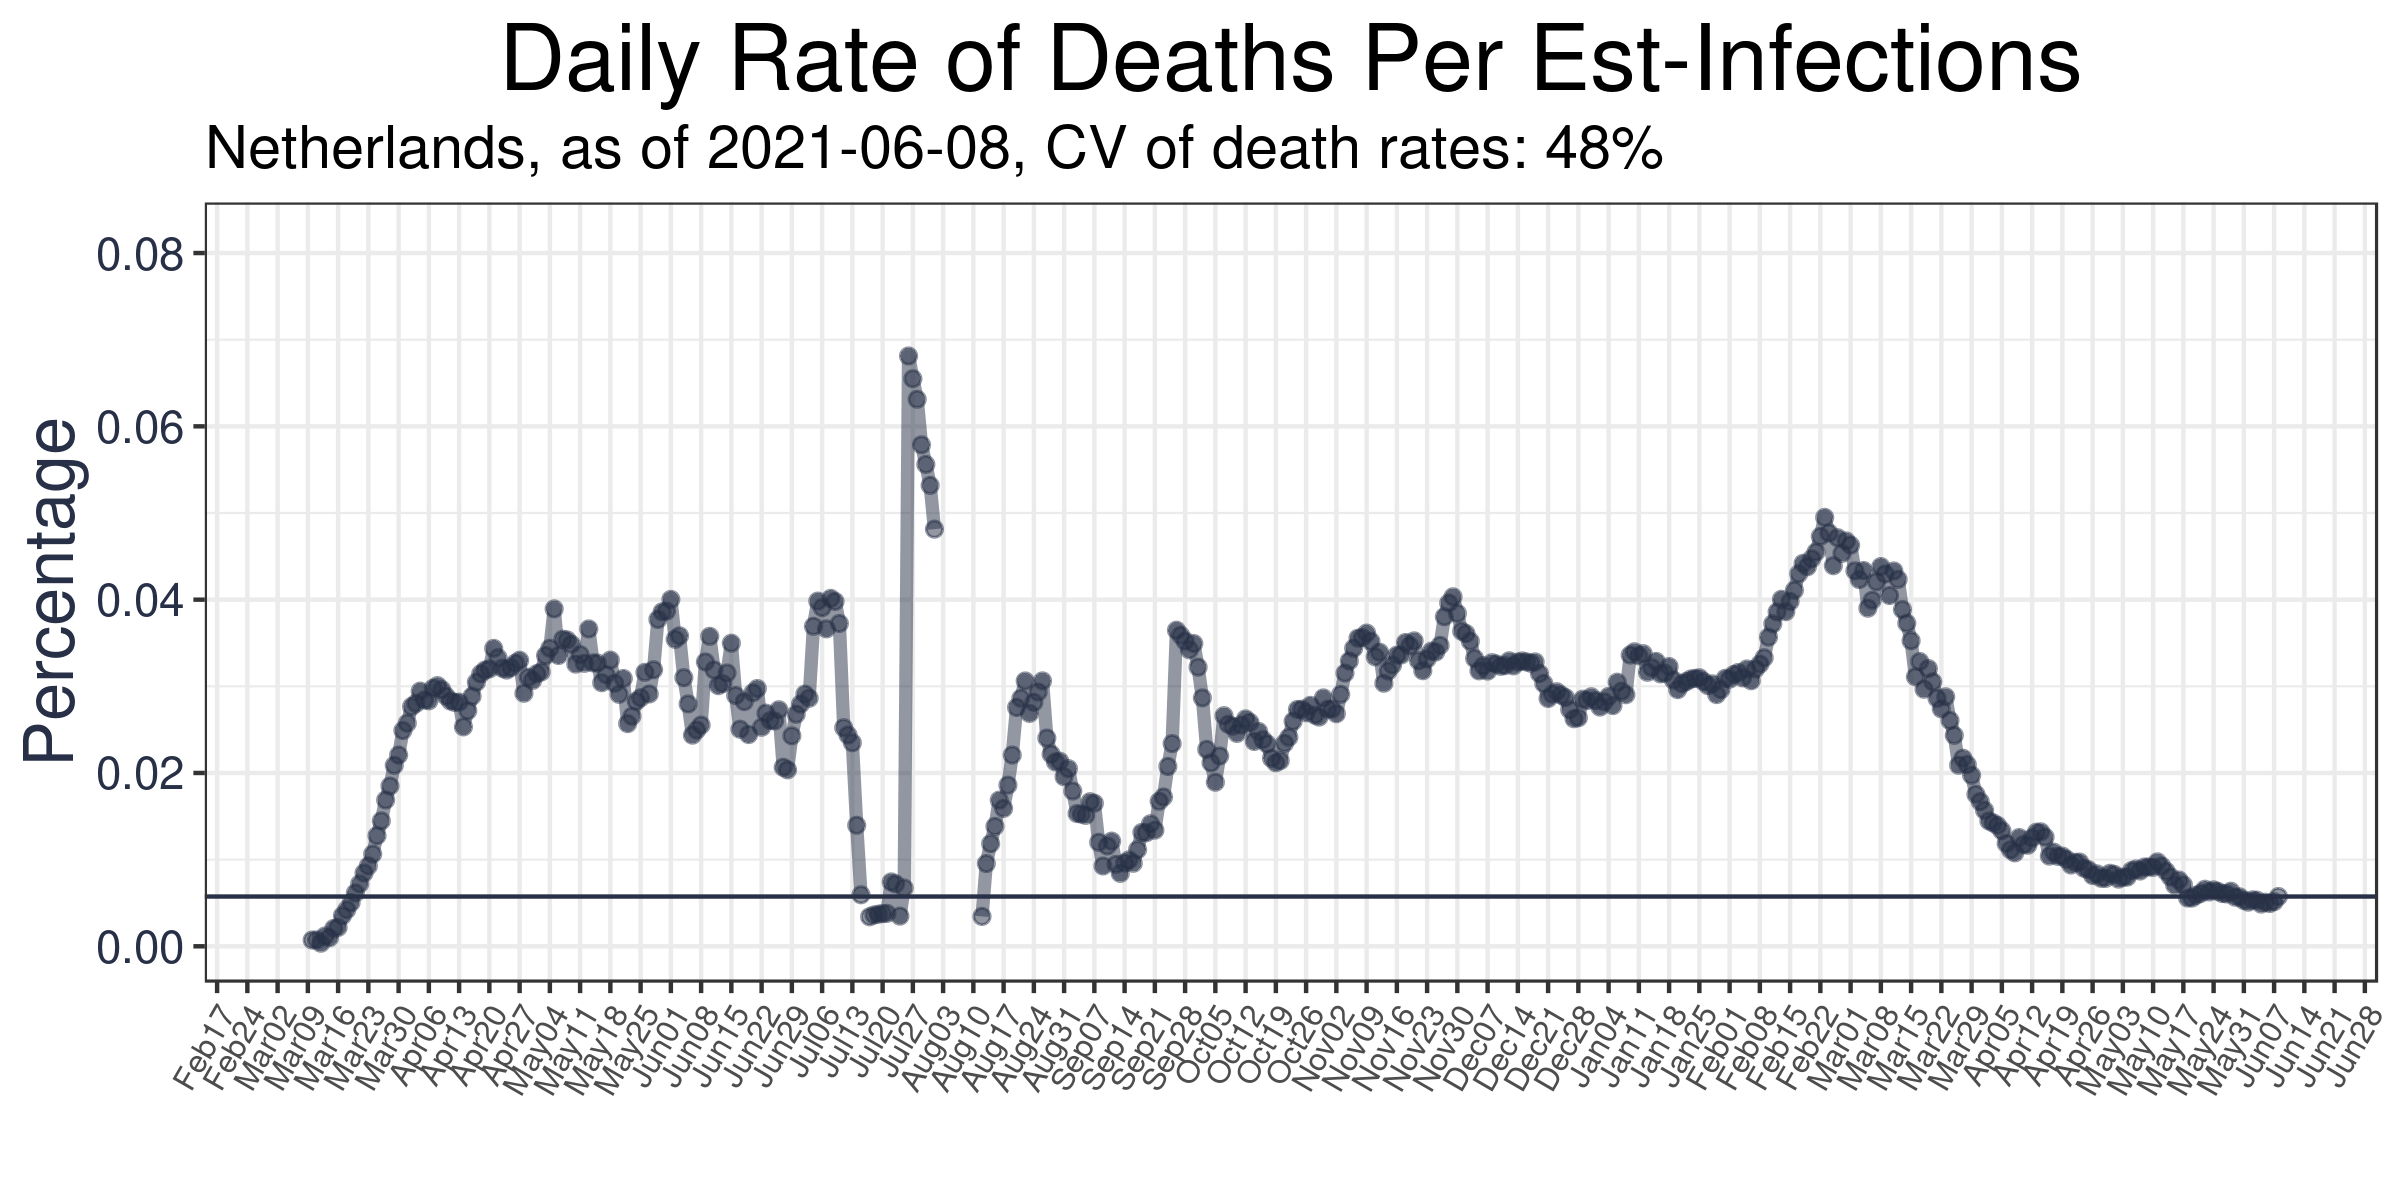 Daily Rate of Deaths Per Est-Infections
Netherlands, as of 2021-06-08, CV of death rates: 48%
Percentage
0.08
0.06
0.04
0.02
0.00
Feb17
Feb24
Mar02
Mar09
Mar16
Mar23
Mar30
Apr06
Apr13
Apr20
Apr27
May04
May11
May18
May25
Jun01
Jun08
Jun15
Jun22
Jun29
Jul06
Jul13
Jul20
Jul27
Aug03
Aug10
Aug17
Aug24
Aug31
Sep07
Sep14
Sep21
Sep28
Oct05
Oct12
Oct19
Oct26
Nov02
Nov09
Nov16
Nov23
Nov30
Dec07
Dec14
Dec21
Dec28
Jan04
Jan11
Jan18
Jan25
Feb01
Feb08
Feb15
Feb22
Mar01
Mar08
Mar15
Mar22
Mar29
Apr05
Apr12
Apr19
Apr26
May03
May10
May17
May24
May31
Jun07
Jun14
Jun21
Jun28